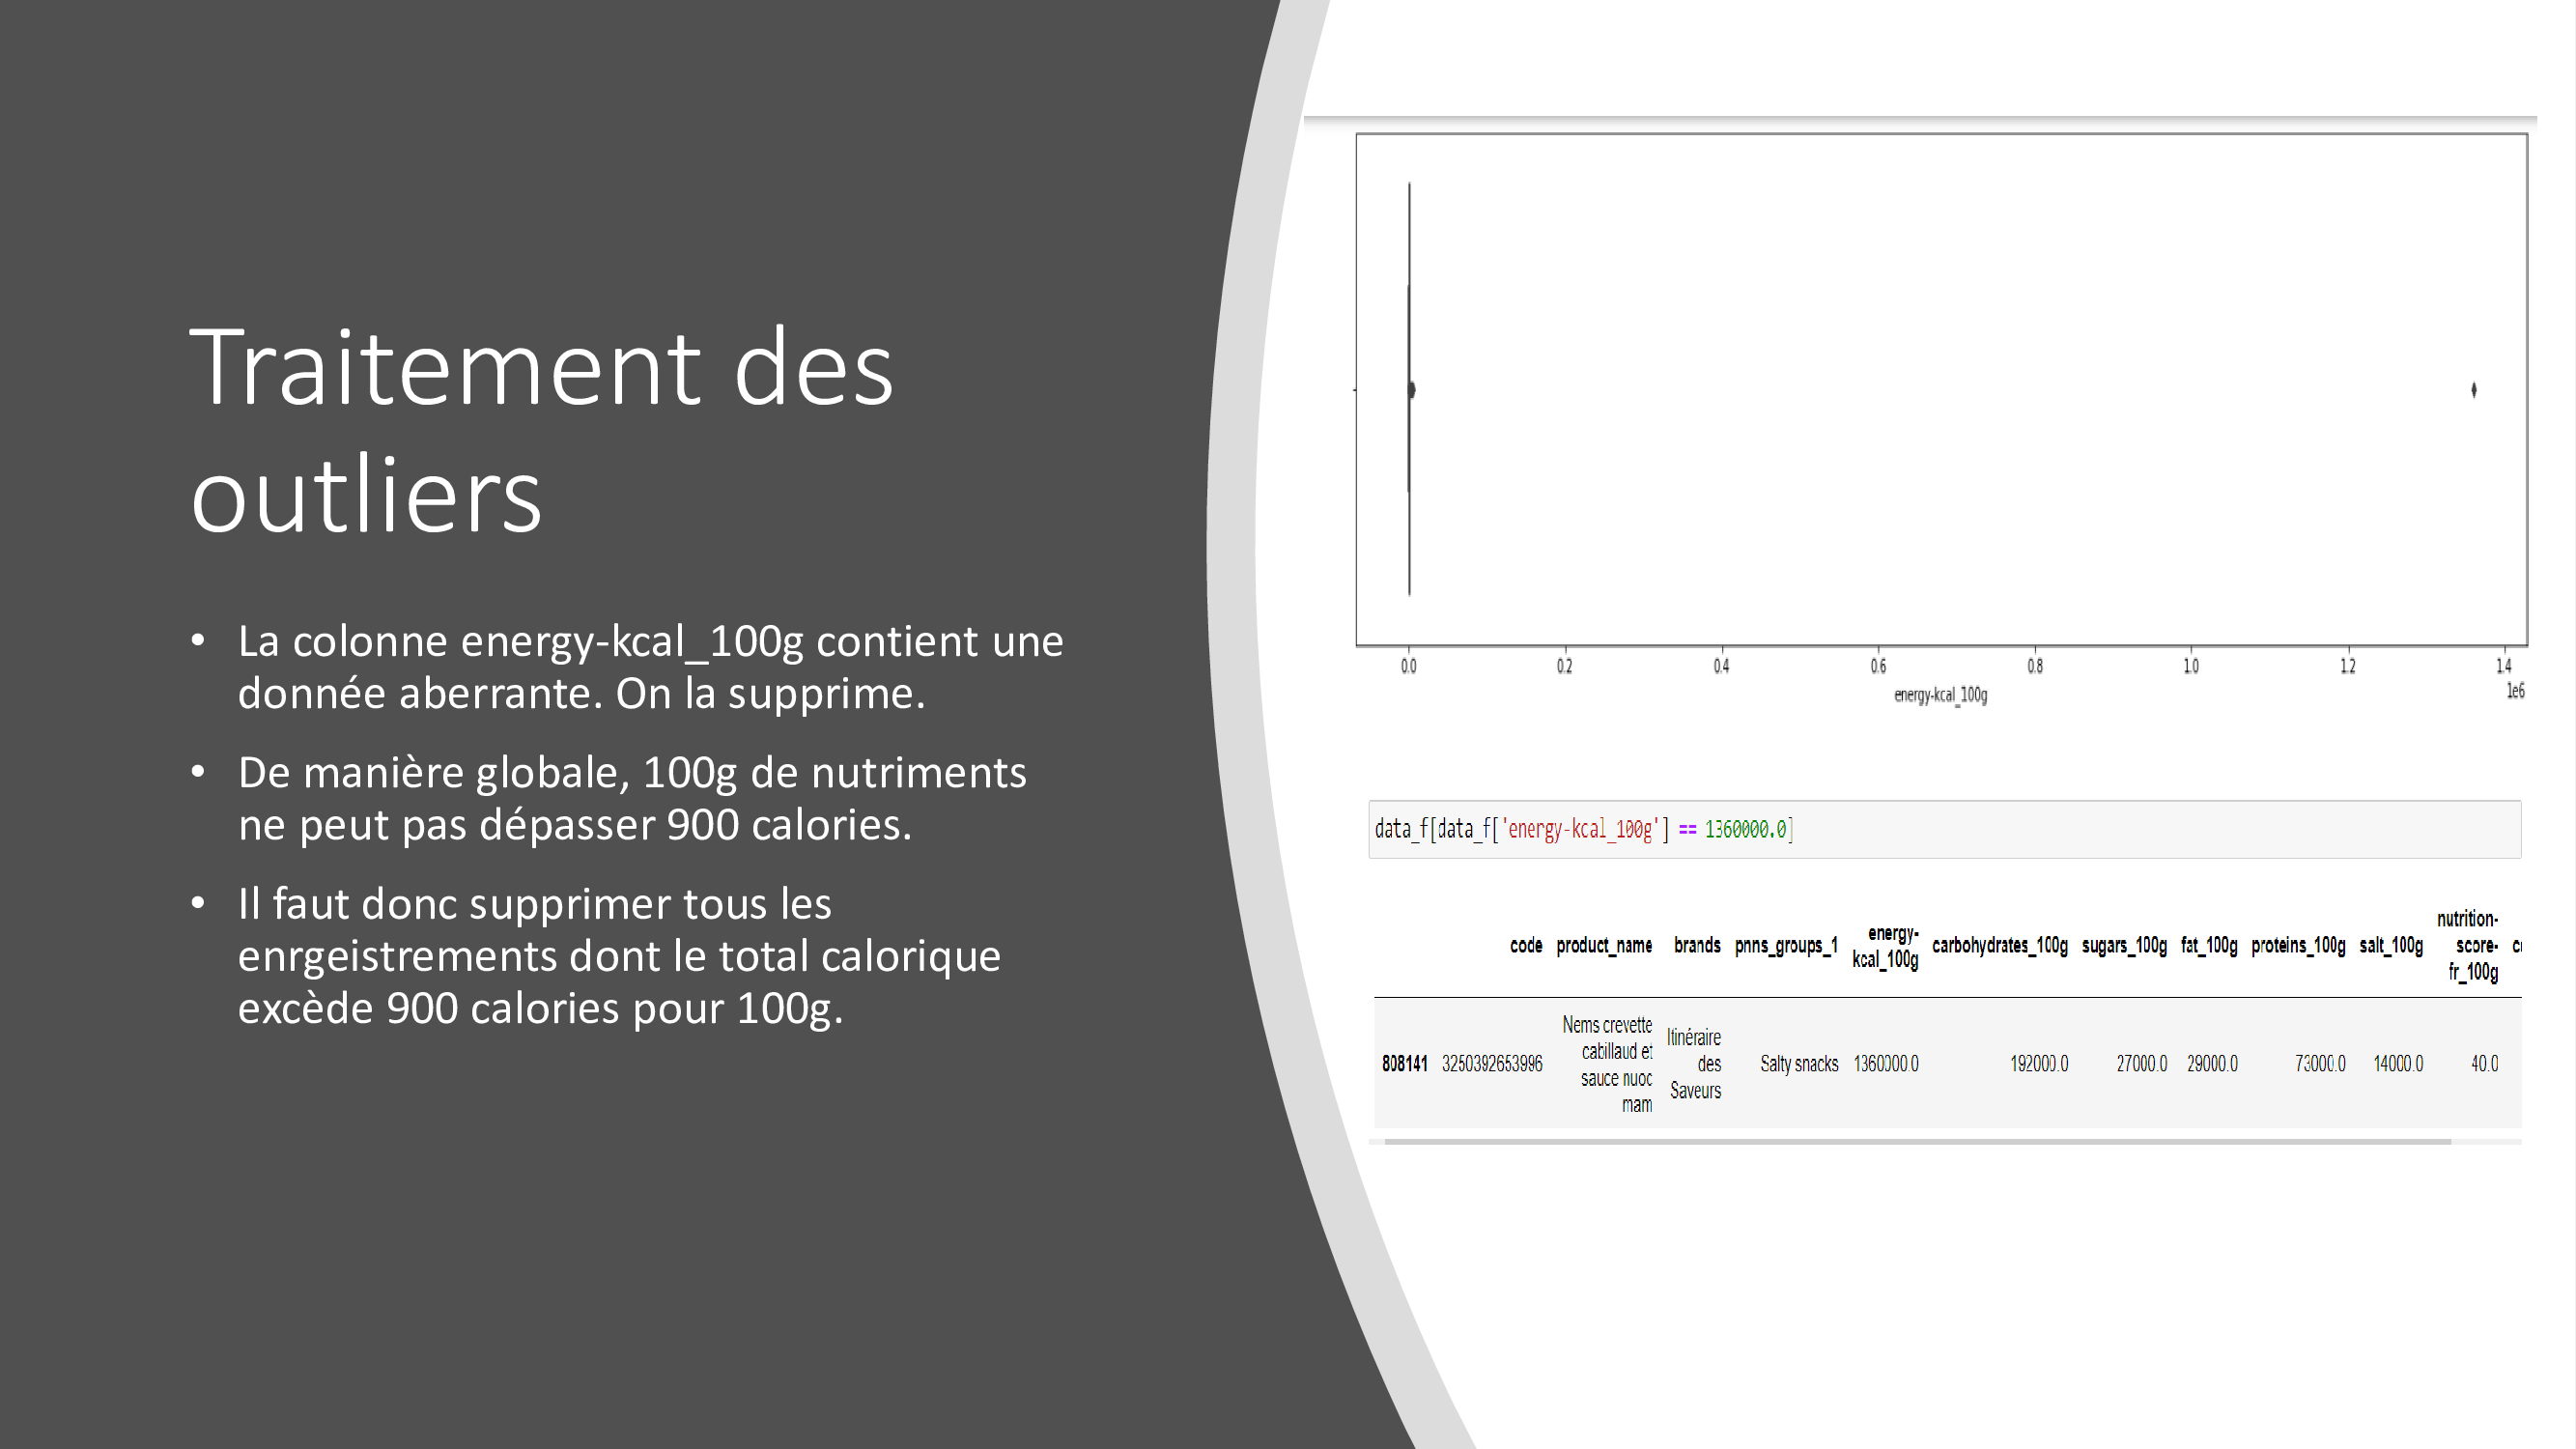 Traitement des
outliers
• La colonne energy-kcal_100g contient une
donnée aberrante. On la supprime.
• De manière globale, 100g de nutriments
ne peut pas dépasser 900 calories.
• Il faut donc supprimer tous les
enrgeistrements dont le total calorique
excède 900 calories pour 100g.
0.0 0.2 0.4 0.6 0.8 1.0 1.2 1.4
1e6
energy-kcal_100g
data_f[data_f['energy-kcal_100g'] == 1360000.0]
code product_name brands pnns_groups_1 energy-kcal_100g carbohydrates_100g sugars_100g fat_100g proteins_100g salt_100g nutrition-score-fr_100g
808141 3250392653996 Nems crevette cabillaud et sauce nuoc mam Itinéraire des Saveurs Salty snacks 1360000.0 192000.0 27000.0 29000.0 73000.0 14000.0 40.0